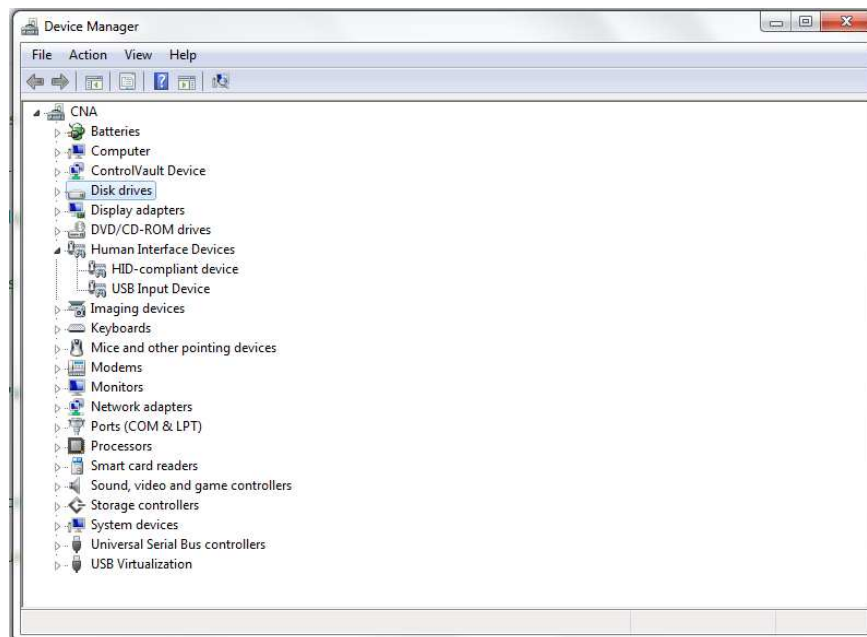 Device Manager
File Action View Help
CNA
Batteries
Computer
ControlVault Device
Disk drives
Display adapters
DVD/CD-ROM drives
Human Interface Devices
HID-compliant device
USB Input Device
Imaging devices
Keyboards
Mice and other pointing devices
Modems
Monitors
Network adapters
Ports (COM & LPT)
Processors
Smart card readers
Sound, video and game controllers
Storage controllers
System devices
Universal Serial Bus controllers
USB Virtualization